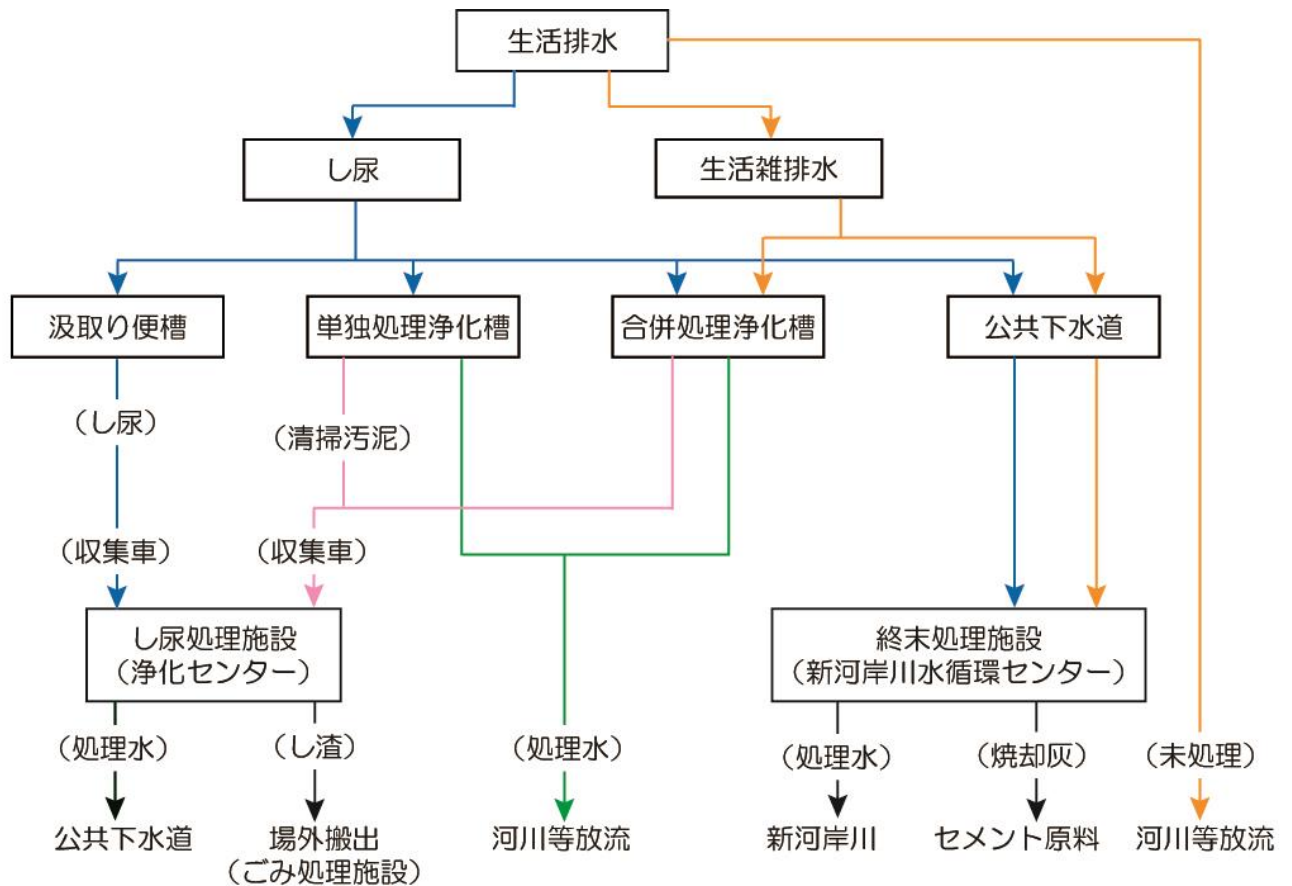 生活排水
し尿
生活雑排水
汲取り便槽
単独処理浄化槽
合併処理浄化槽
公共下水道
（し尿）
（清掃汚泥）
（収集車）
（収集車）
し尿処理施設
（浄化センター）
終末処理施設
（新河岸川水循環センター）
（処理水）
（し渣）
（処理水）
（処理水）
（焼却灰）
（未処理）
公共下水道
場外搬出
（ごみ処理施設）
河川等放流
新河岸川
セメント原料
河川等放流